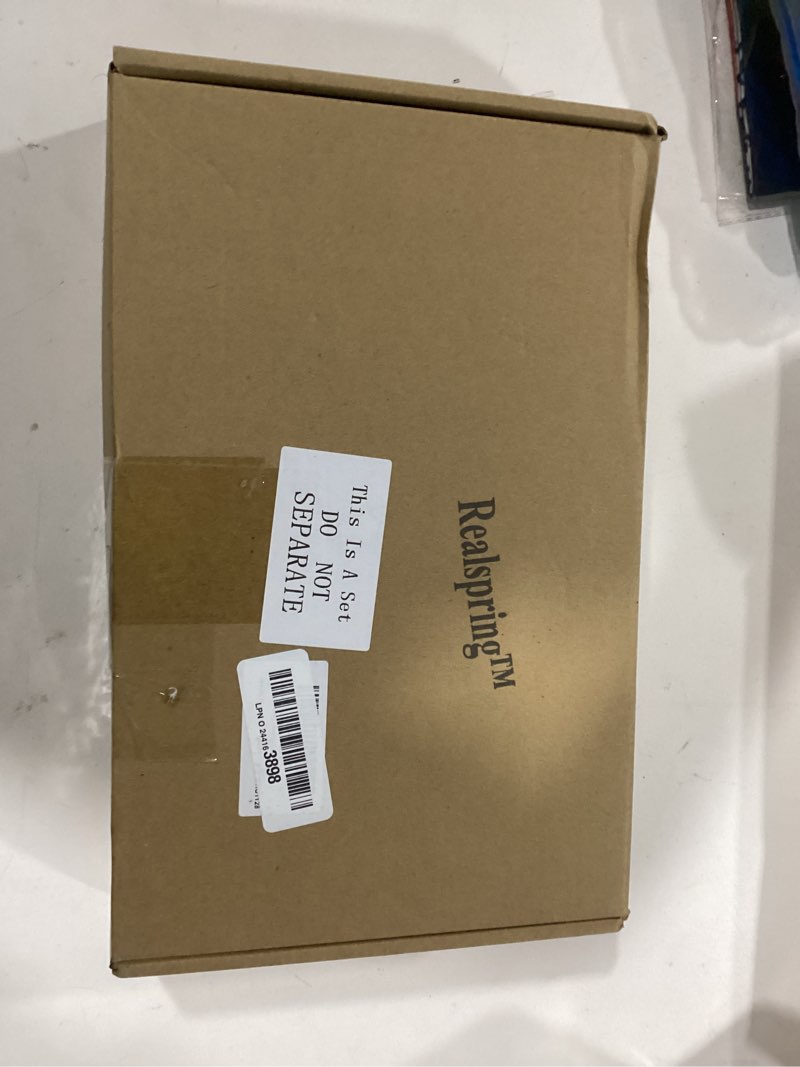 Realspring™
This Is A Set
DO NOT
SEPARATE
LPN O 24416 3898